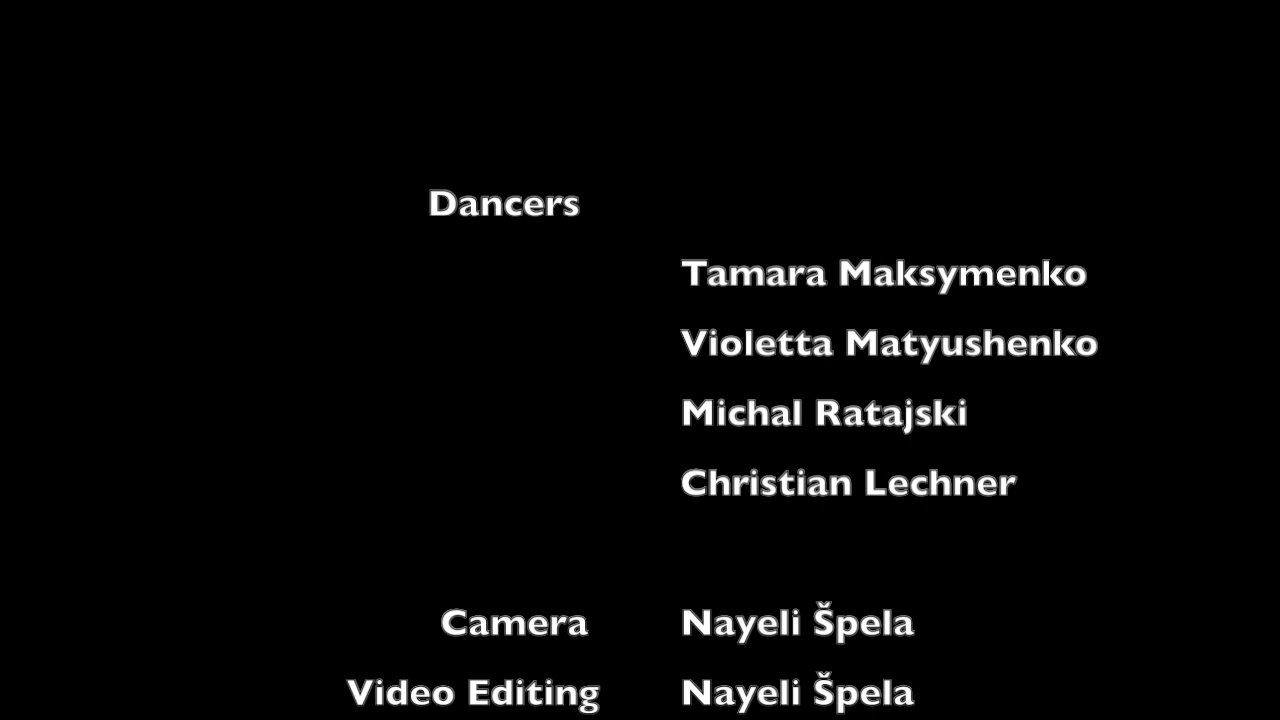 Dancers
Tamara Maksymenko
Violetta Matyushenko
Michal Ratajski
Christian Lechner
Camera Nayeli Špela
Video Editing Nayeli Špela